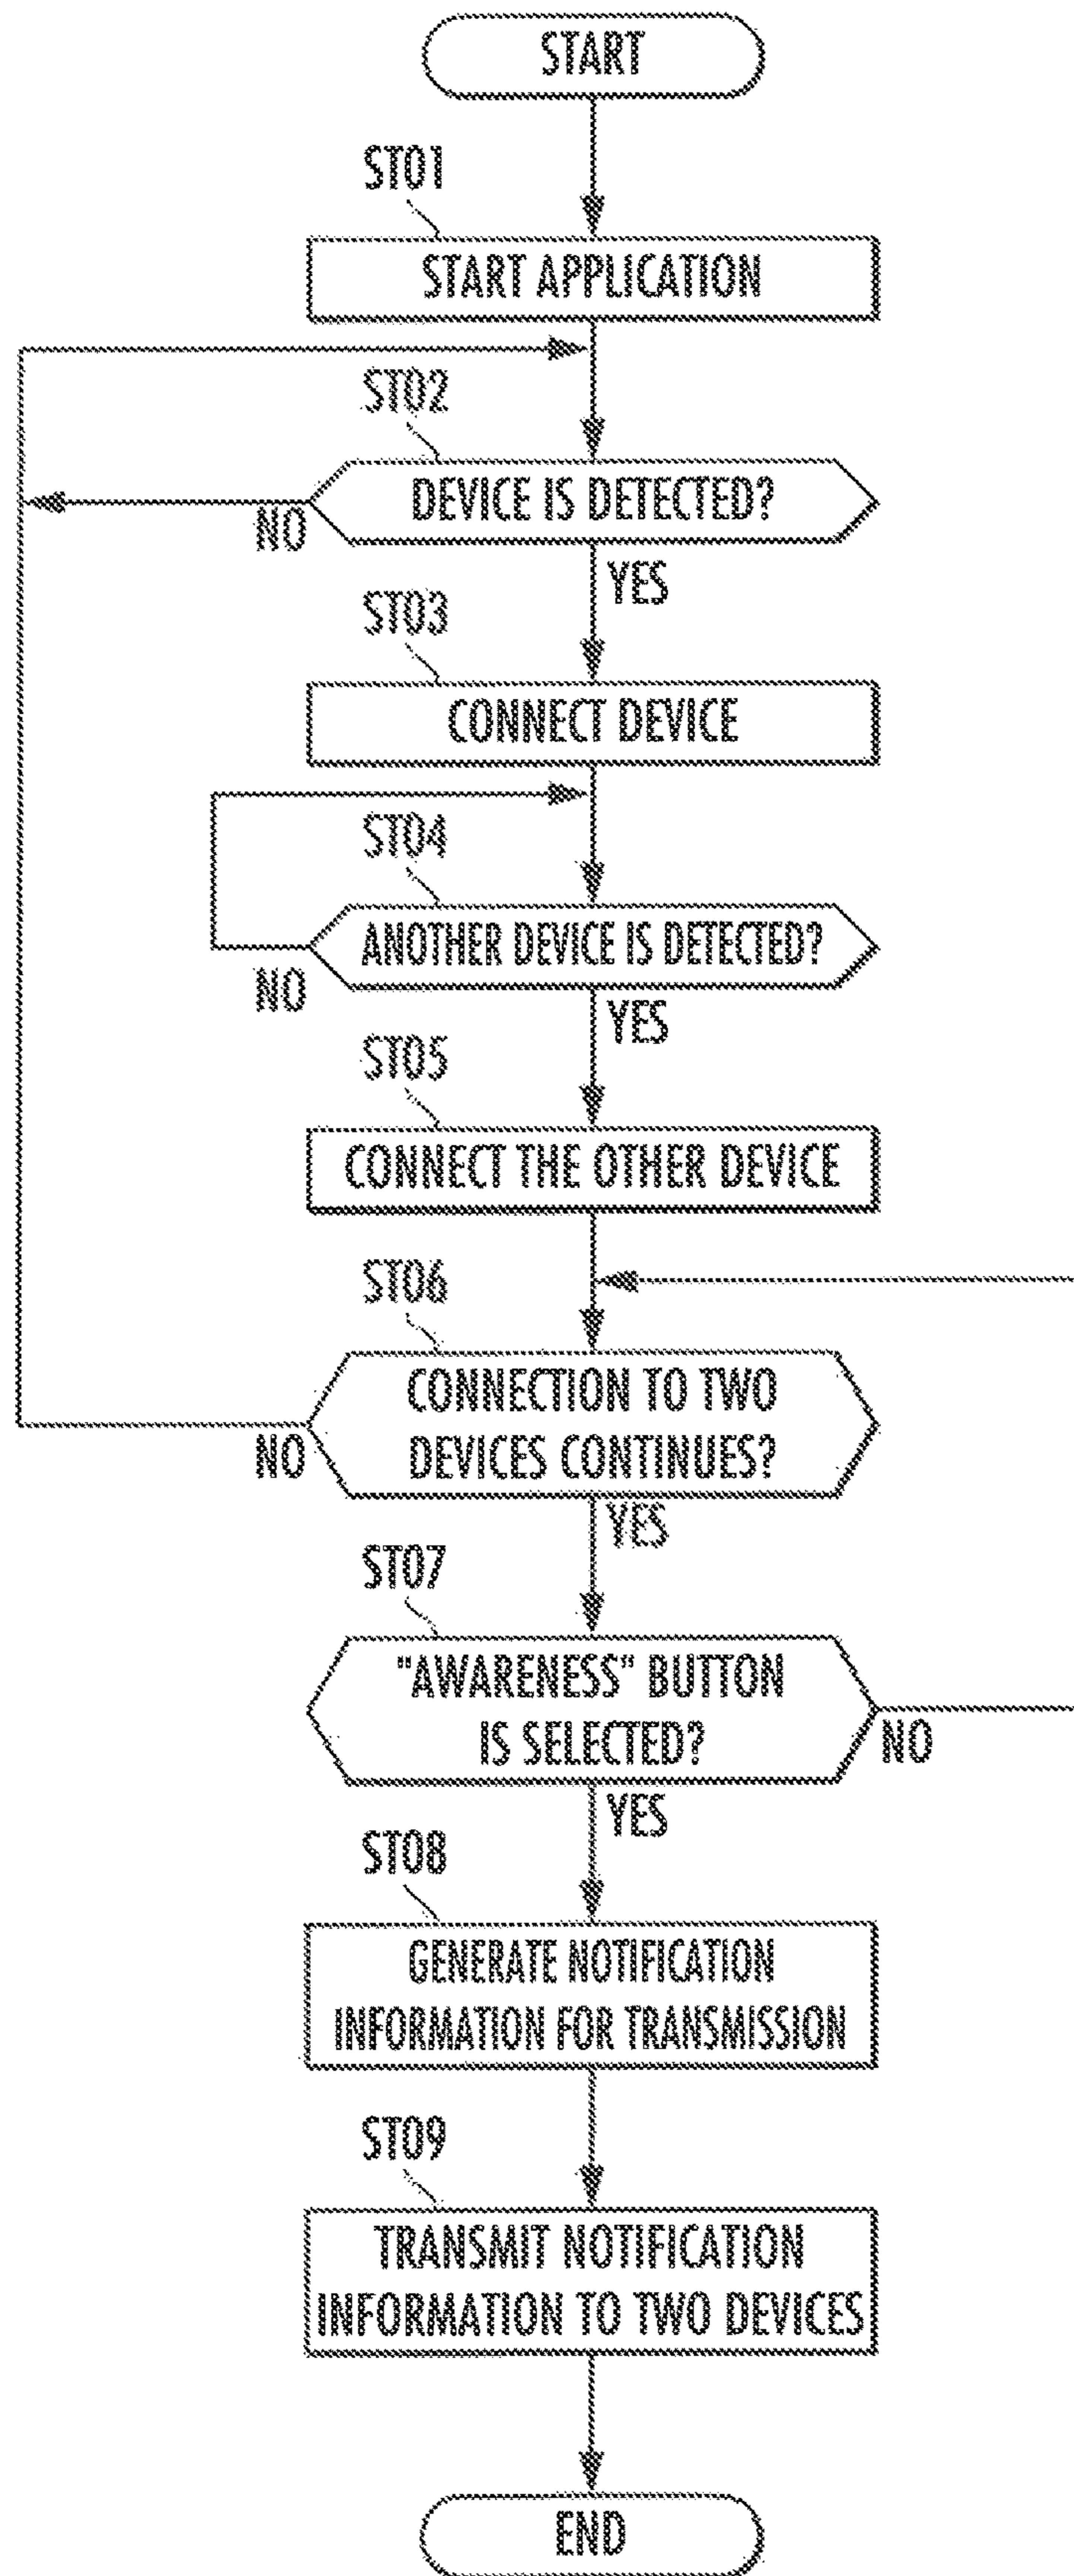 START
ST01
START APPLICATION
ST02
DEVICE IS DETECTED?
NO
YES
ST03
CONNECT DEVICE
ST04
ANOTHER DEVICE IS DETECTED?
NO
YES
ST05
CONNECT THE OTHER DEVICE
ST06
CONNECTION TO TWO
DEVICES CONTINUES?
NO
YES
ST07
"AWARENESS" BUTTON
IS SELECTED?
NO
YES
ST08
GENERATE NOTIFICATION
INFORMATION FOR TRANSMISSION
ST09
TRANSMIT NOTIFICATION
INFORMATION TO TWO DEVICES
END